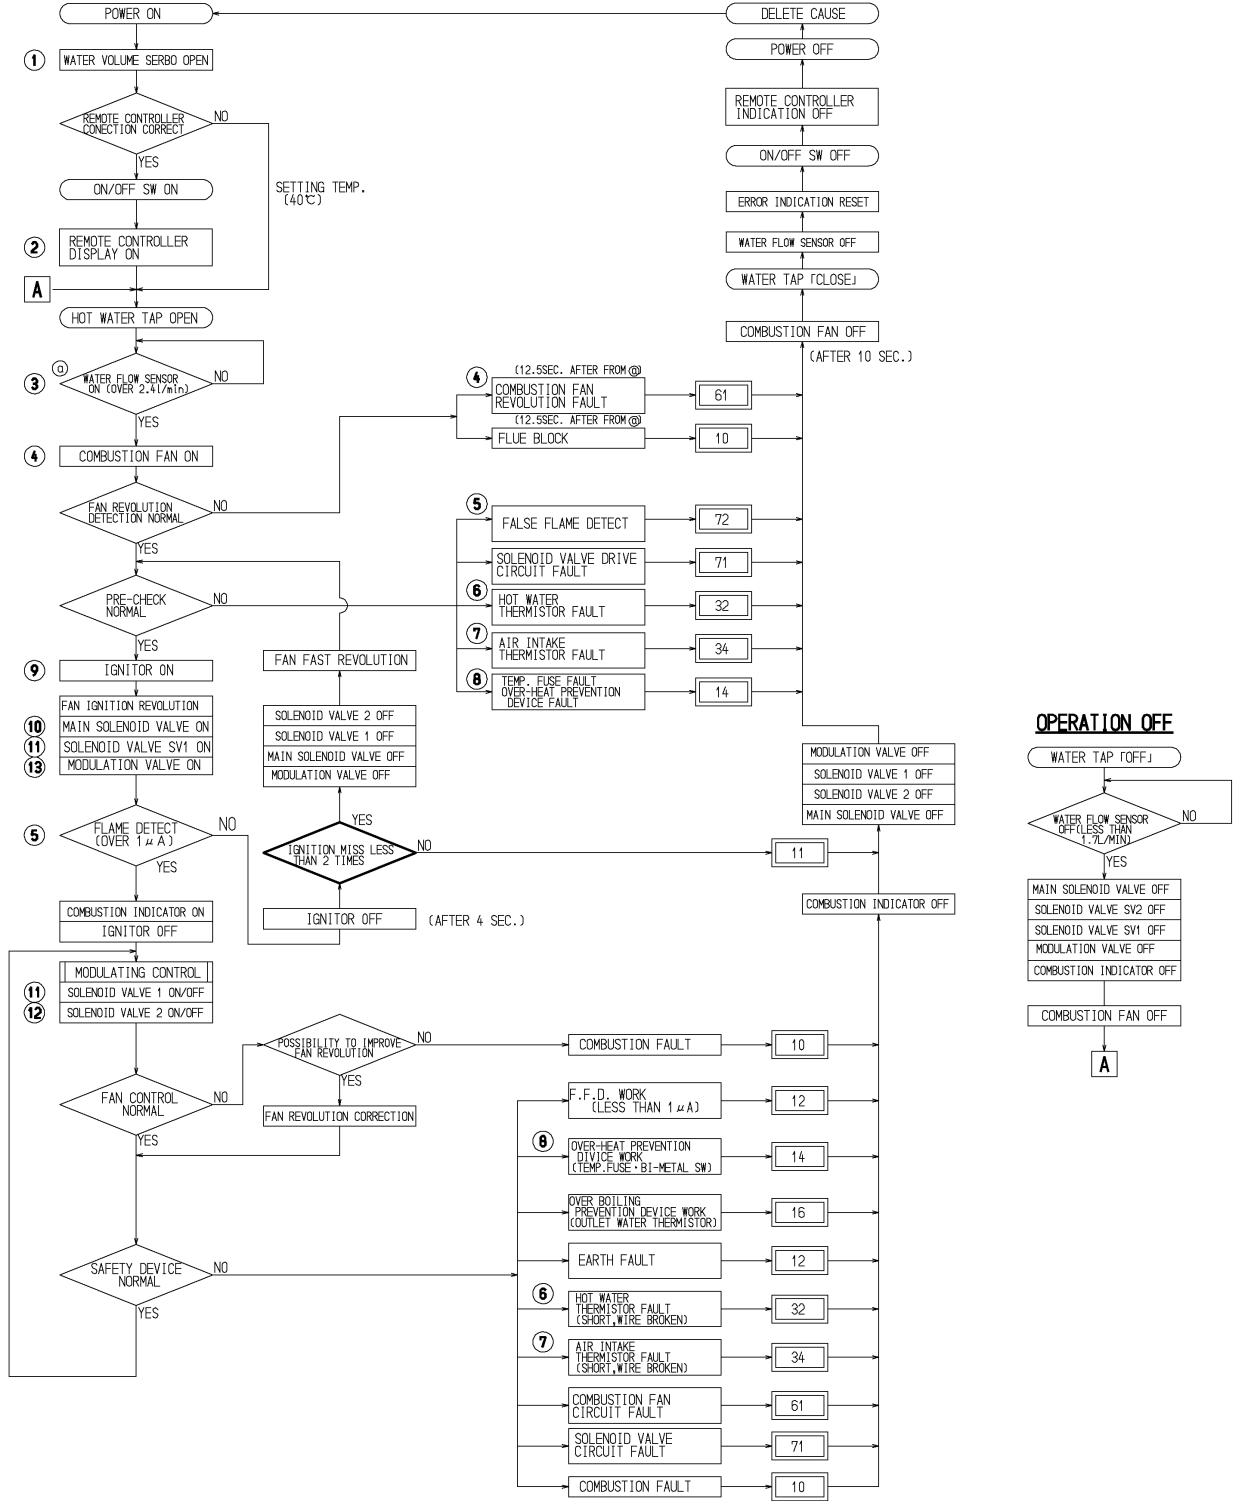 POWER ON
① WATER VOLUME SERBO OPEN
REMOTE CONTROLLER
CONECTION CORRECT
NO
YES
ON/OFF SW ON
SETTING TEMP.
(40℃)
② REMOTE CONTROLLER
DISPLAY ON
A
HOT WATER TAP OPEN
ⓐ
③ WATER FLOW SENSOR
ON (OVER 2.4l/min)
NO
YES
④ COMBUSTION FAN ON
FAN REVOLUTION
DETECTION NORMAL
NO
YES
PRE-CHECK
NORMAL
NO
YES
⑨ IGNITOR ON
FAN IGNITION REVOLUTION
⑩ MAIN SOLENOID VALVE ON
⑪ SOLENOID VALVE SV1 ON
⑬ MODULATION VALVE ON
⑤ FLAME DETECT
(OVER 1μA)
NO
YES
COMBUSTION INDICATOR ON
IGNITOR OFF
MODULATING CONTROL
⑪ SOLENOID VALVE 1 ON/OFF
⑫ SOLENOID VALVE 2 ON/OFF
FAN CONTROL
NORMAL
NO
YES
SAFETY DEVICE
NORMAL
NO
YES
FAN FAST REVOLUTION
SOLENOID VALVE 2 OFF
SOLENOID VALVE 1 OFF
MAIN SOLENOID VALVE OFF
MODULATION VALVE OFF
YES
IGNITION MISS LESS
THAN 2 TIMES
NO
11
IGNITOR OFF
(AFTER 4 SEC.)
POSSIBILITY TO IMPROVE
FAN REVOLUTION
NO
YES
FAN REVOLUTION CORRECTION
(12.5SEC. AFTER FROM ⓐ)
④ COMBUSTION FAN
REVOLUTION FAULT
61
(12.5SEC. AFTER FROM ⓐ)
FLUE BLOCK
10
⑤ FALSE FLAME DETECT
72
SOLENOID VALVE DRIVE
CIRCUIT FAULT
71
⑥ HOT WATER
THERMISTOR FAULT
32
⑦ AIR INTAKE
THERMISTOR FAULT
34
⑧ TEMP. FUSE FAULT
OVER-HEAT PREVENTION
DEVICE FAULT
14
COMBUSTION FAULT
10
F.F.D. WORK
(LESS THAN 1μA)
12
⑧ OVER-HEAT PREVENTION
DIVICE WORK
(TEMP.FUSE・BI-METAL SW)
14
OVER BOILING
PREVENTION DEVICE WORK
(OUTLET WATER THERMISTOR)
16
EARTH FAULT
12
⑥ HOT WATER
THERMISTOR FAULT
(SHORT,WIRE BROKEN)
32
⑦ AIR INTAKE
THERMISTOR FAULT
(SHORT,WIRE BROKEN)
34
COMBUSTION FAN
CIRCUIT FAULT
61
SOLENOID VALVE
CIRCUIT FAULT
71
COMBUSTION FAULT
10
DELETE CAUSE
POWER OFF
REMOTE CONTROLLER
INDICATION OFF
ON/OFF SW OFF
ERROR INDICATION RESET
WATER FLOW SENSOR OFF
WATER TAP「CLOSE」
COMBUSTION FAN OFF
(AFTER 10 SEC.)
MODULATION VALVE OFF
SOLENOID VALVE 1 OFF
SOLENOID VALVE 2 OFF
MAIN SOLENOID VALVE OFF
COMBUSTION INDICATOR OFF
OPERATION OFF
WATER TAP「OFF」
WATER FLOW SENSOR
OFF(LESS THAN
1.7L/MIN)
NO
YES
MAIN SOLENOID VALVE OFF
SOLENOID VALVE SV2 OFF
SOLENOID VALVE SV1 OFF
MODULATION VALVE OFF
COMBUSTION INDICATOR OFF
COMBUSTION FAN OFF
A